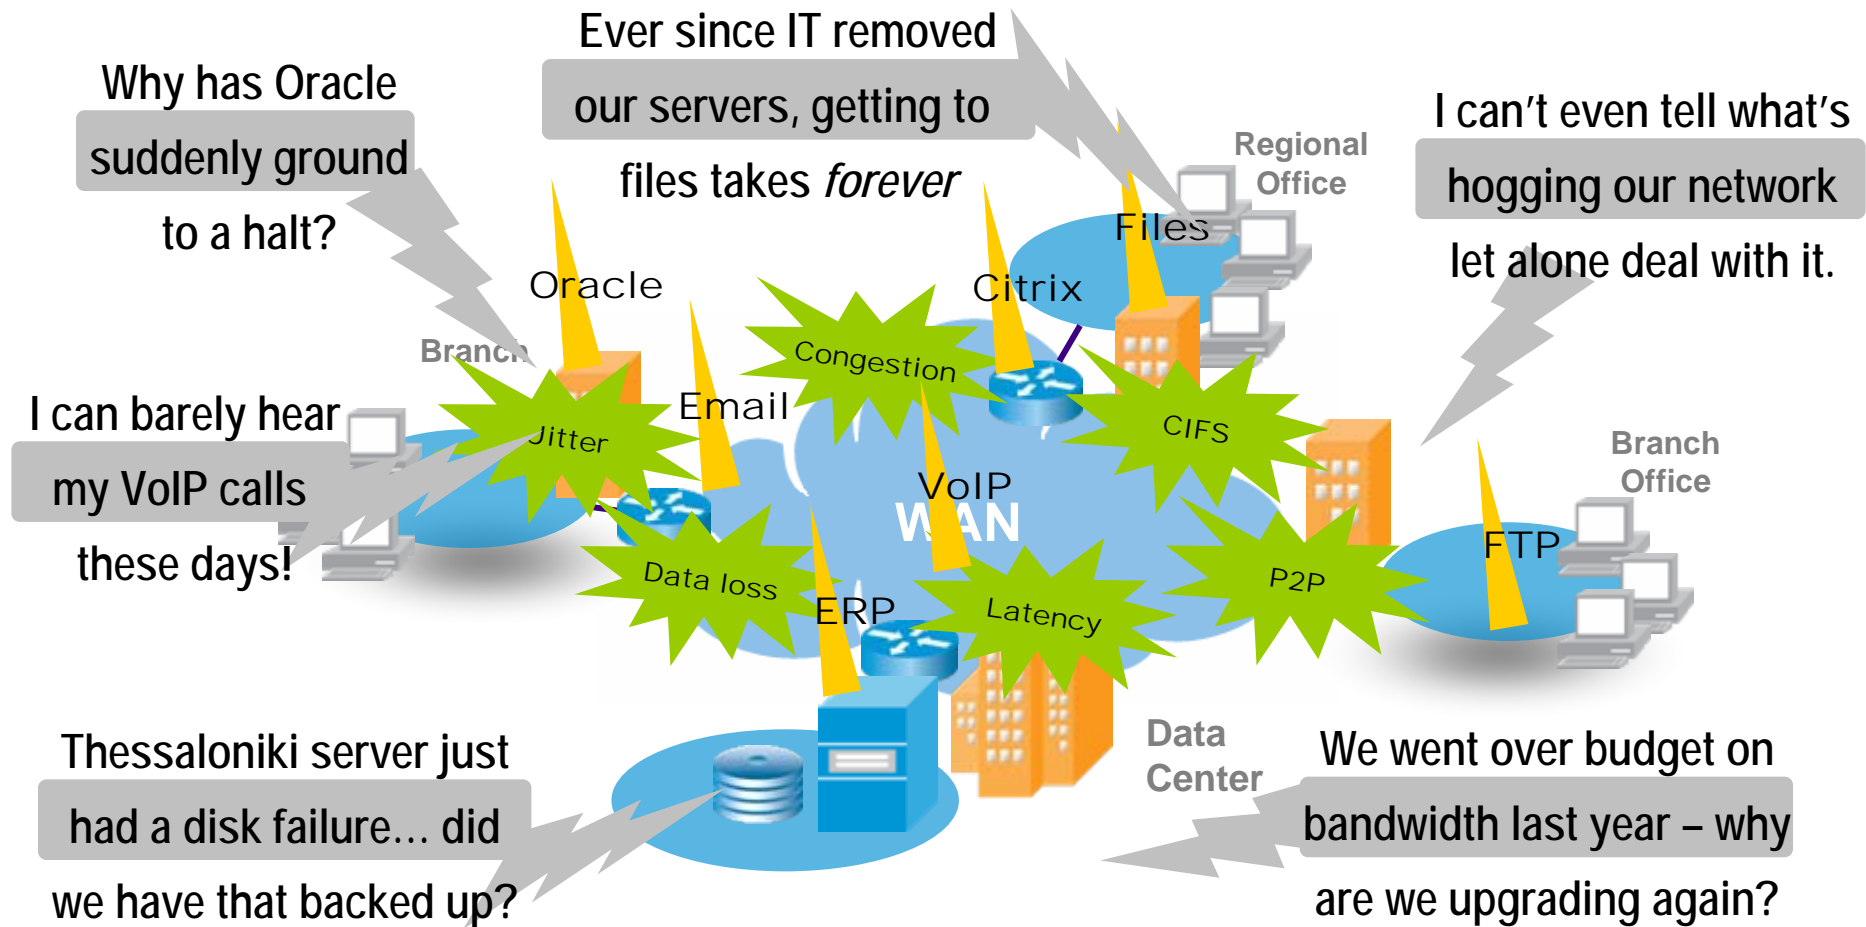 Ever since IT removed
our servers, getting to
files takes forever
Why has Oracle
suddenly ground
to a halt?
I can't even tell what's
hogging our network
let alone deal with it.
Regional
Office
Files
Oracle
Citrix
Branch
Congestion
Email
CIFS
Jitter
I can barely hear
my VoIP calls
these days!
VoIP
WAN
Branch
Office
FTP
Data loss
P2P
ERP
Latency
Data
Center
Thessaloniki server just
had a disk failure... did
we have that backed up?
We went over budget on
bandwidth last year – why
are we upgrading again?